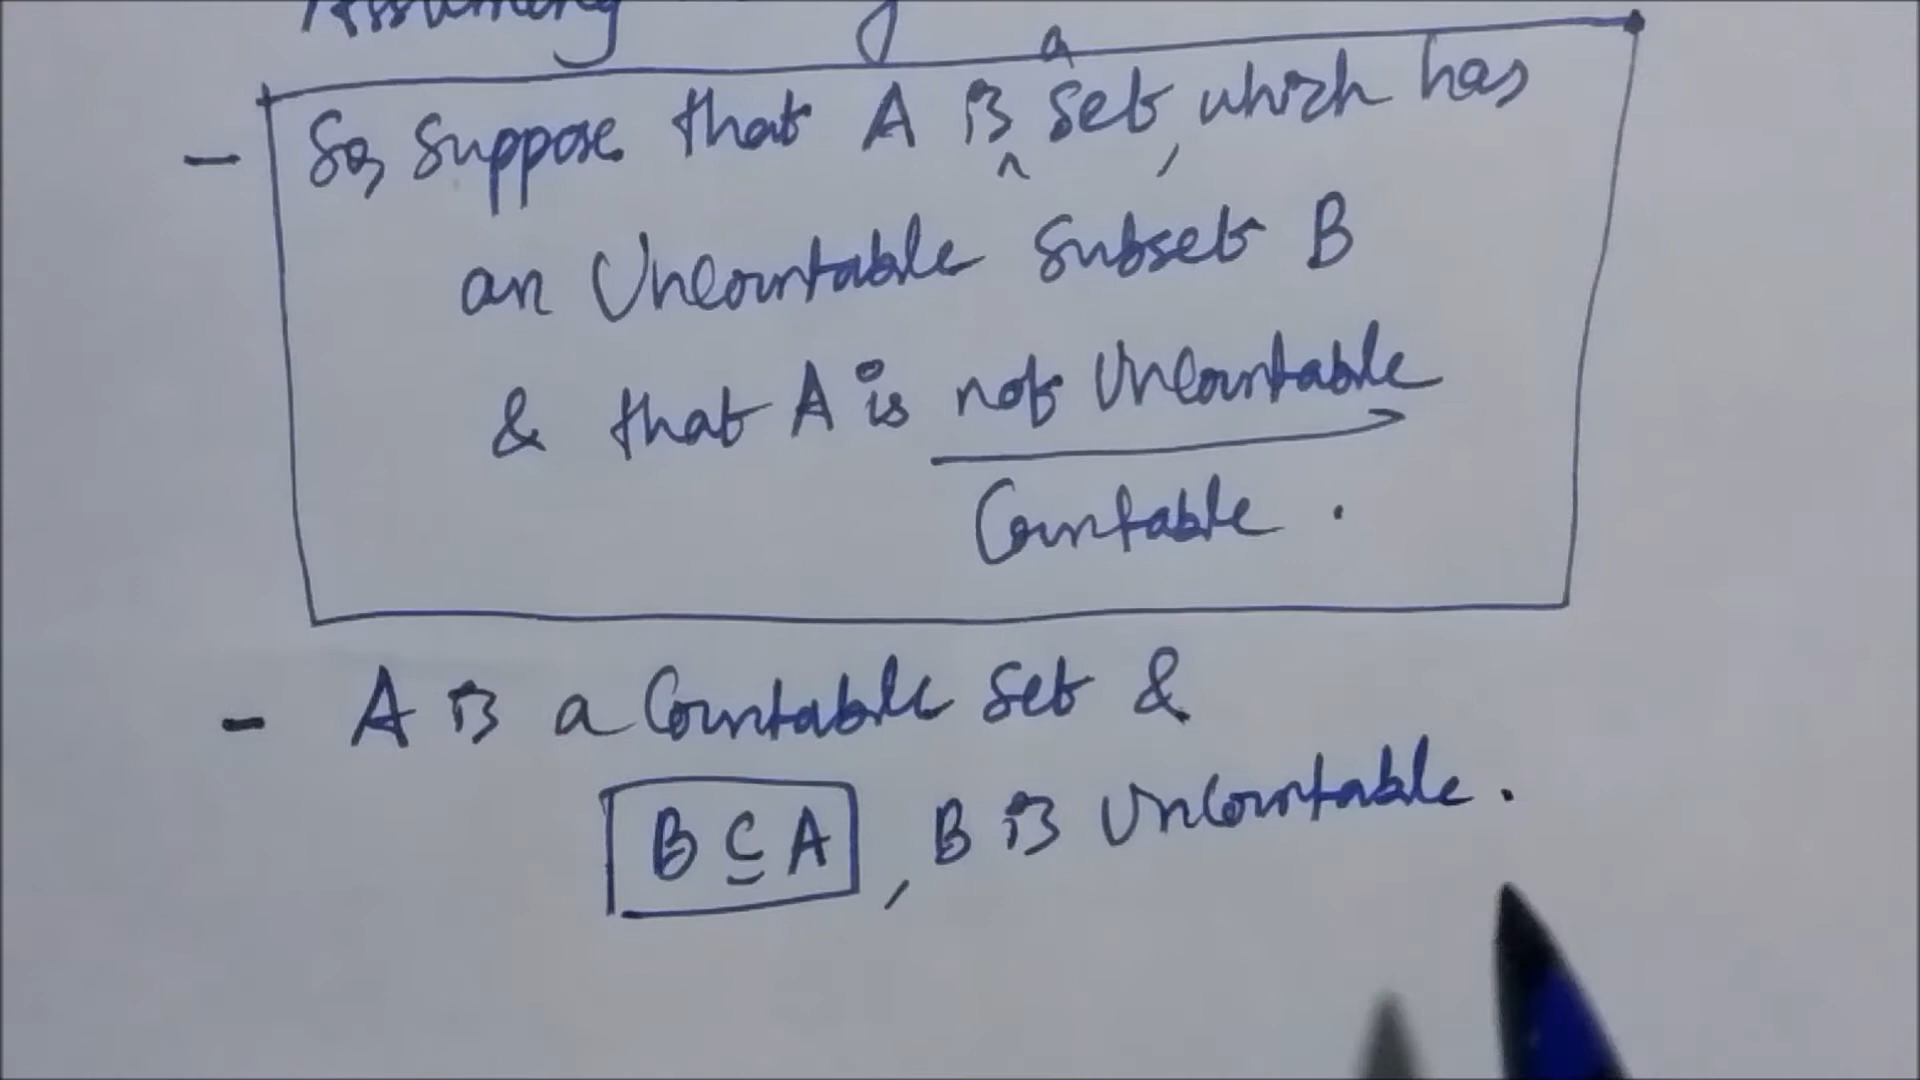 Assuming
- So, suppose that A is a set, which has
an Uncountable subset B
& that A is not Uncountable
Countable.
- A is a Countable set &
B ⊆ A, B is Uncountable.